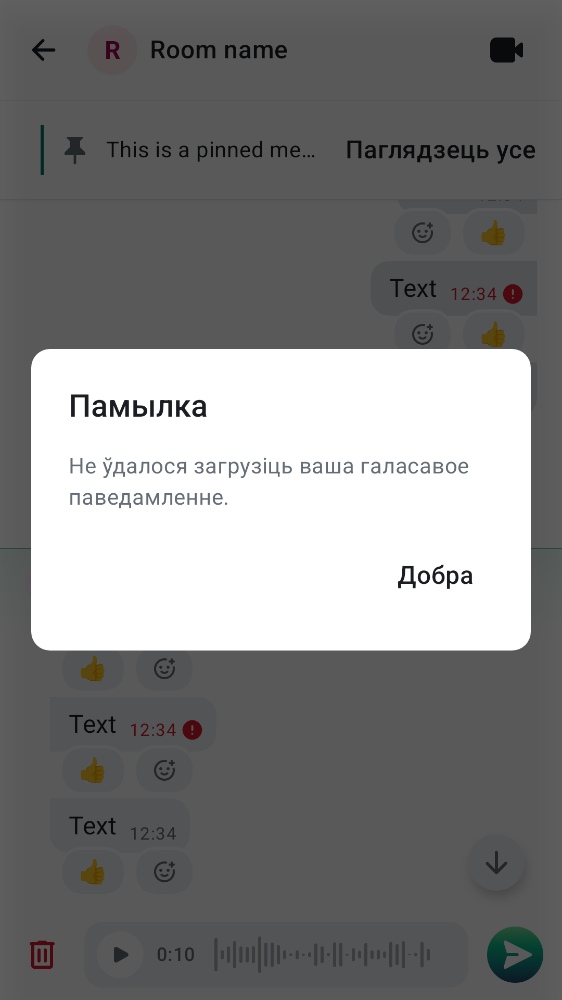 R Room name
This is a pinned me… Паглядзець усе
Text 12:34
Памылка
Не ўдалося загрузіць ваша галасавое
паведамленне.
Добра
Text 12:34
Text 12:34
0:10